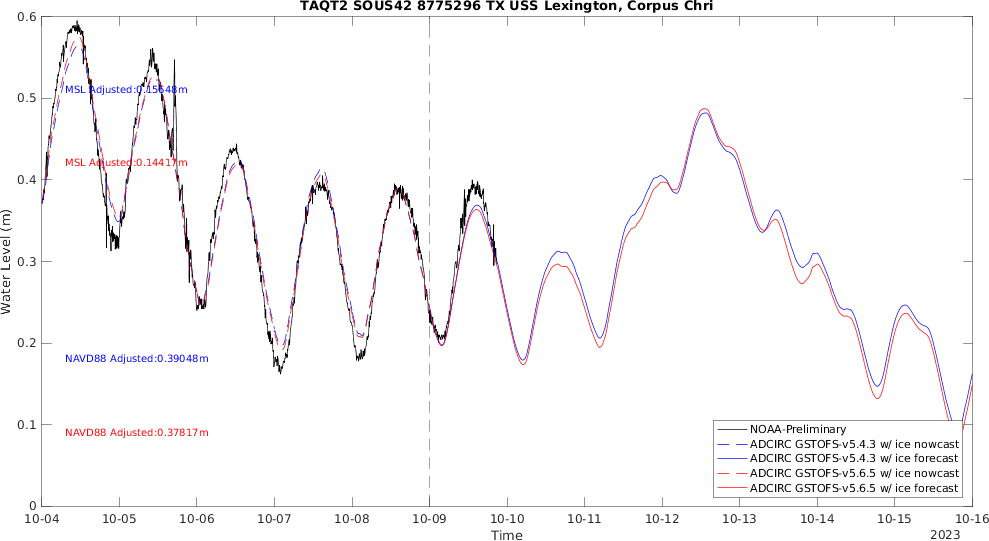 TAQT2 SOUS42 8775296 TX USS Lexington, Corpus Chri
0.6
0.5
0.4
0.3
0.2
0.1
0
Water Level (m)
MSL Adjusted:0.15648m
MSL Adjusted:0.14417m
NAVD88 Adjusted:0.39048m
NAVD88 Adjusted:0.37817m
NOAA-Preliminary
ADCIRC GSTOFS-v5.4.3 w/ ice nowcast
ADCIRC GSTOFS-v5.4.3 w/ ice forecast
ADCIRC GSTOFS-v5.6.5 w/ ice nowcast
ADCIRC GSTOFS-v5.6.5 w/ ice forecast
10-04 10-05 10-06 10-07 10-08 10-09 10-10 10-11 10-12 10-13 10-14 10-15 10-16
Time
2023